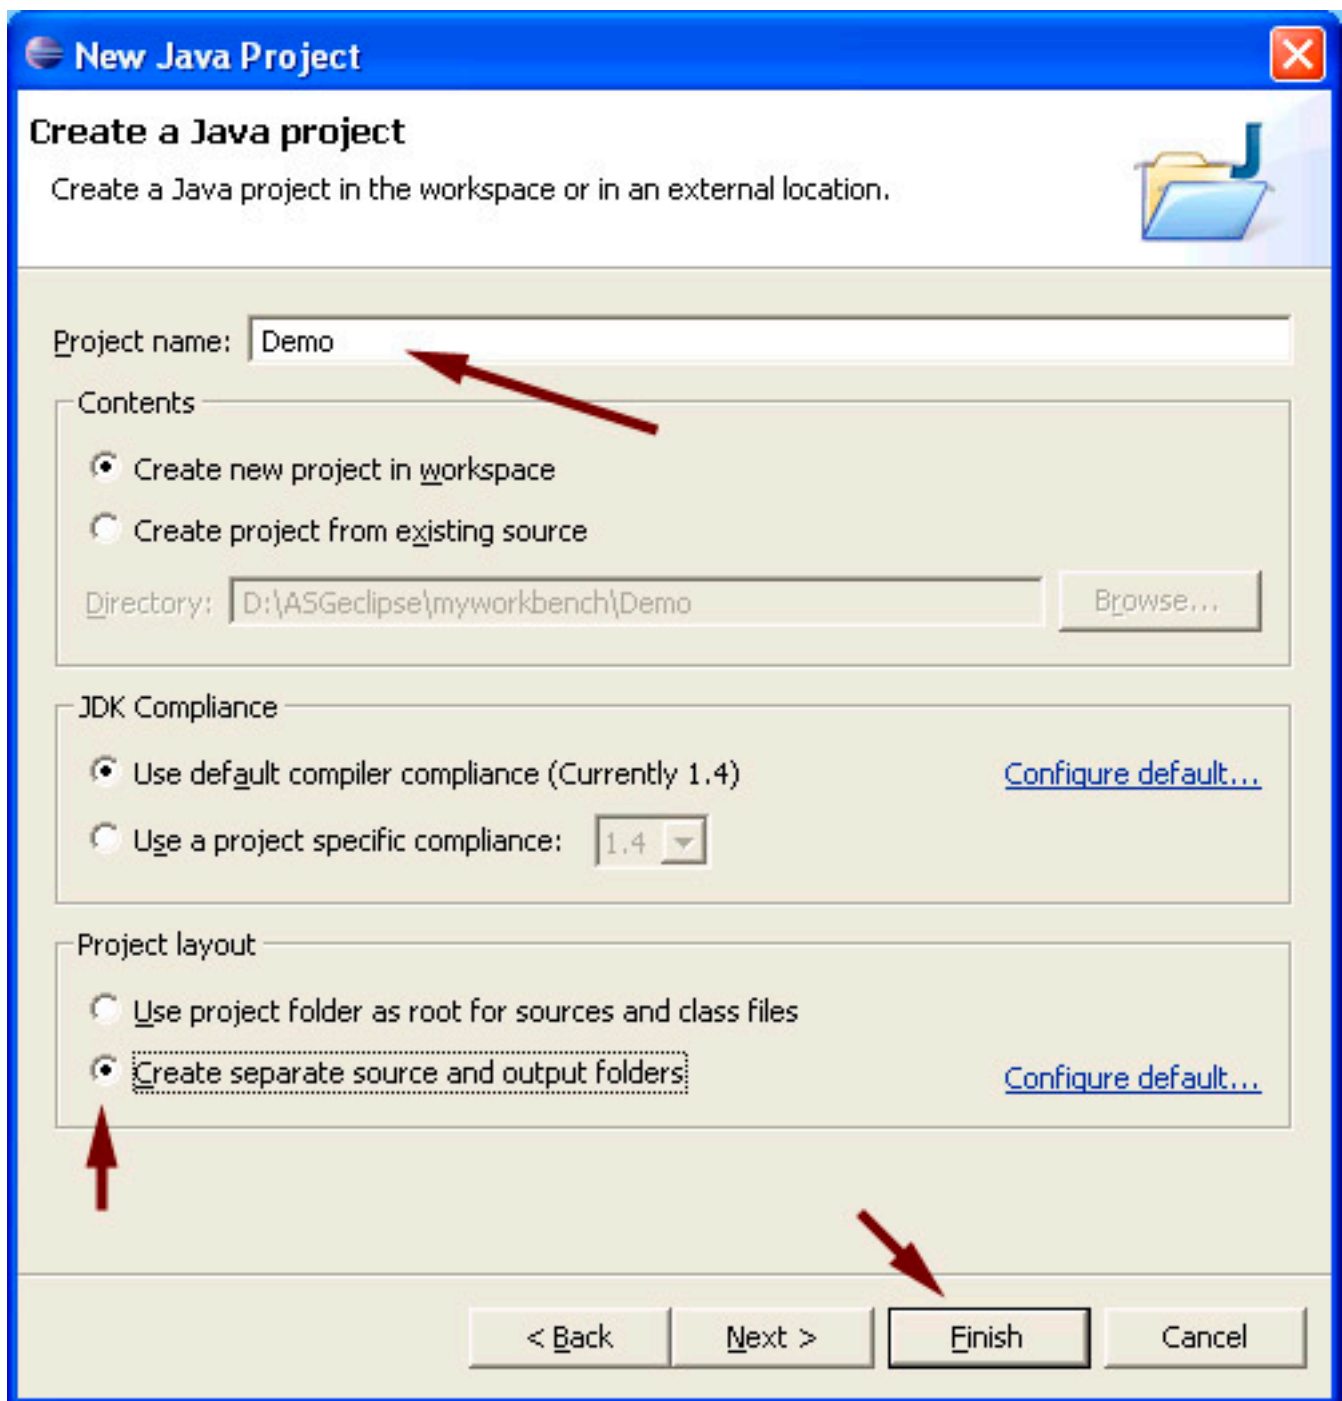 New Java Project
Create a Java project
Create a Java project in the workspace or in an external location.
J
Project name: Demo
Contents
Create new project in workspace
Create project from existing source
Directory: D:\ASGeclipse\myworkbench\Demo Browse...
JDK Compliance
Use default compiler compliance (Currently 1.4) Configure default...
Use a project specific compliance: 1.4
Project layout
Use project folder as root for sources and class files
Create separate source and output folders Configure default...
< Back Next > Finish Cancel